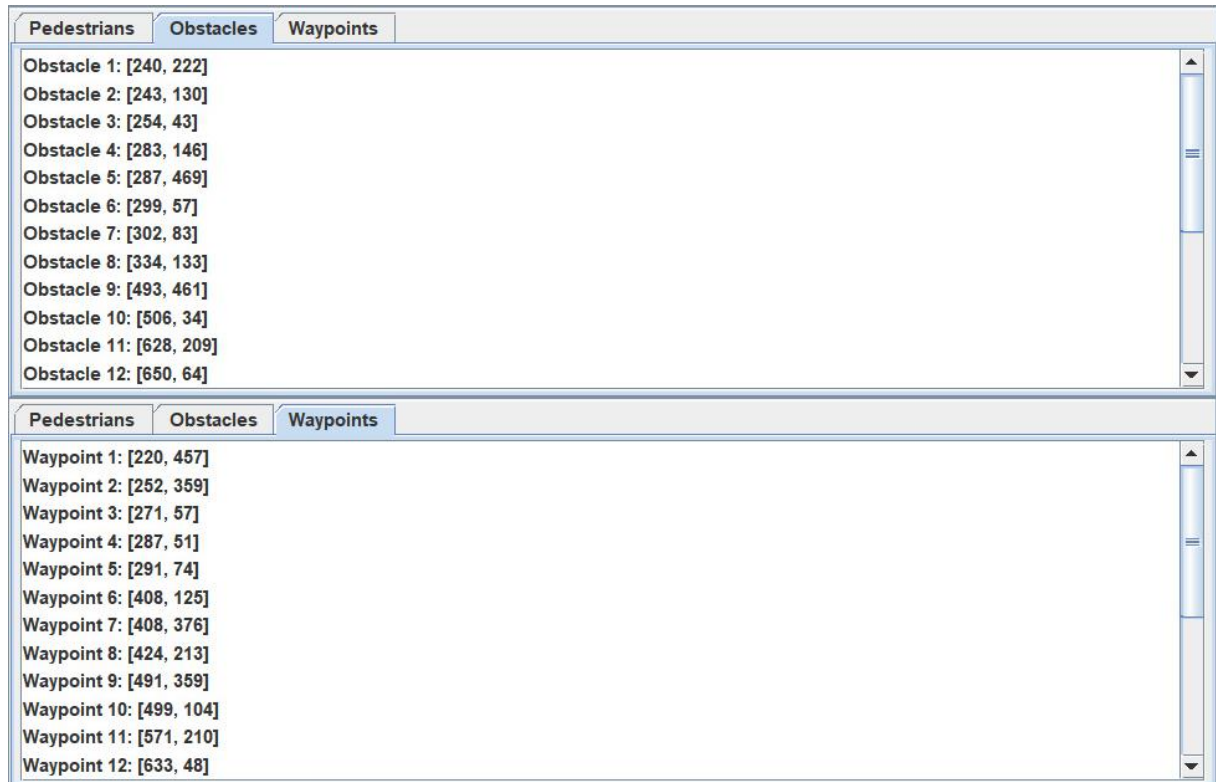 Pedestrians Obstacles Waypoints
Obstacle 1: [240, 222]
Obstacle 2: [243, 130]
Obstacle 3: [254, 43]
Obstacle 4: [283, 146]
Obstacle 5: [287, 469]
Obstacle 6: [299, 57]
Obstacle 7: [302, 83]
Obstacle 8: [334, 133]
Obstacle 9: [493, 461]
Obstacle 10: [506, 34]
Obstacle 11: [628, 209]
Obstacle 12: [650, 64]
Pedestrians Obstacles Waypoints
Waypoint 1: [220, 457]
Waypoint 2: [252, 359]
Waypoint 3: [271, 57]
Waypoint 4: [287, 51]
Waypoint 5: [291, 74]
Waypoint 6: [408, 125]
Waypoint 7: [408, 376]
Waypoint 8: [424, 213]
Waypoint 9: [491, 359]
Waypoint 10: [499, 104]
Waypoint 11: [571, 210]
Waypoint 12: [633, 48]